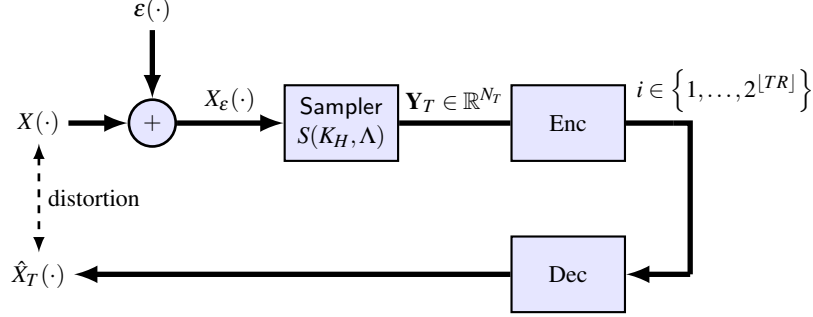 ε(·)
X(·)
+
X_ε(·)
Sampler
S(K_H, Λ)
Y_T ∈ ℝ^{N_T}
Enc
i ∈ {1, …, 2^{⌊TR⌋}}
distortion
X̂_T(·)
Dec